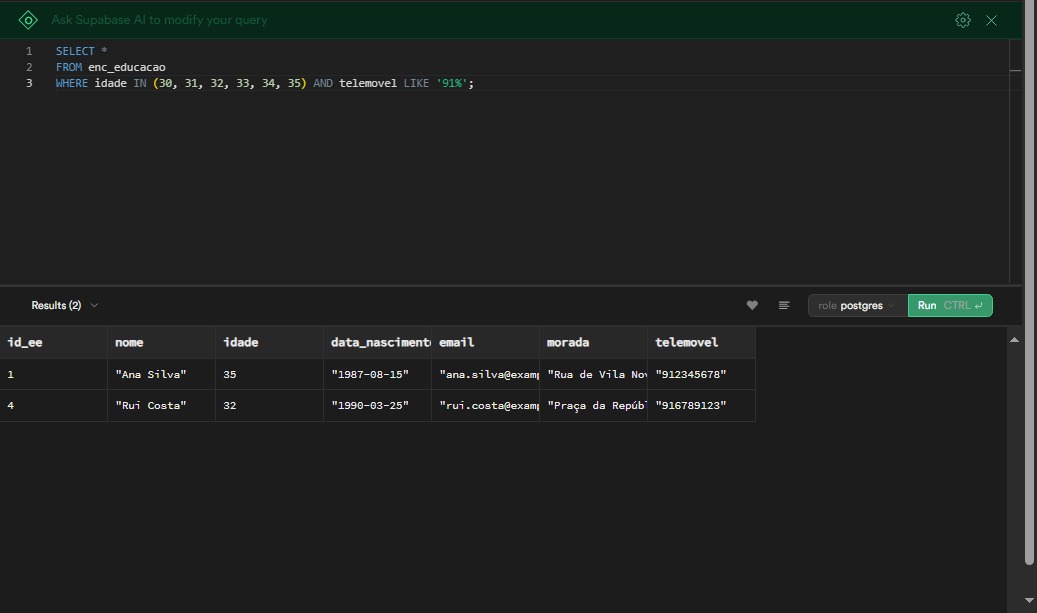 Ask Supabase AI to modify your query
1 SELECT *
2 FROM enc_educacao
3 WHERE idade IN (30, 31, 32, 33, 34, 35) AND telemovel LIKE '91%';
Results (2) role postgres Run CTRL ↵
id_ee nome idade data_nascimento email morada telemovel
1 "Ana Silva" 35 "1987-08-15" "ana.silva@examp "Rua de Vila Nov "912345678"
4 "Rui Costa" 32 "1990-03-25" "rui.costa@examp "Praça da Repúbl "916789123"